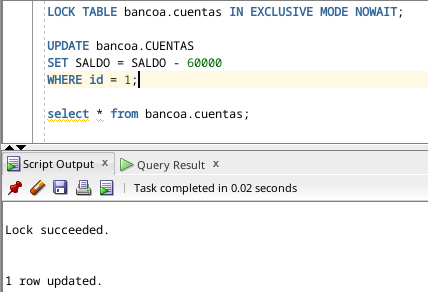 LOCK TABLE bancoa.cuentas IN EXCLUSIVE MODE NOWAIT;
UPDATE bancoa.CUENTAS
SET SALDO = SALDO - 60000
WHERE id = 1;
select * from bancoa.cuentas;
Script Output x Query Result x
Task completed in 0.02 seconds
Lock succeeded.
1 row updated.